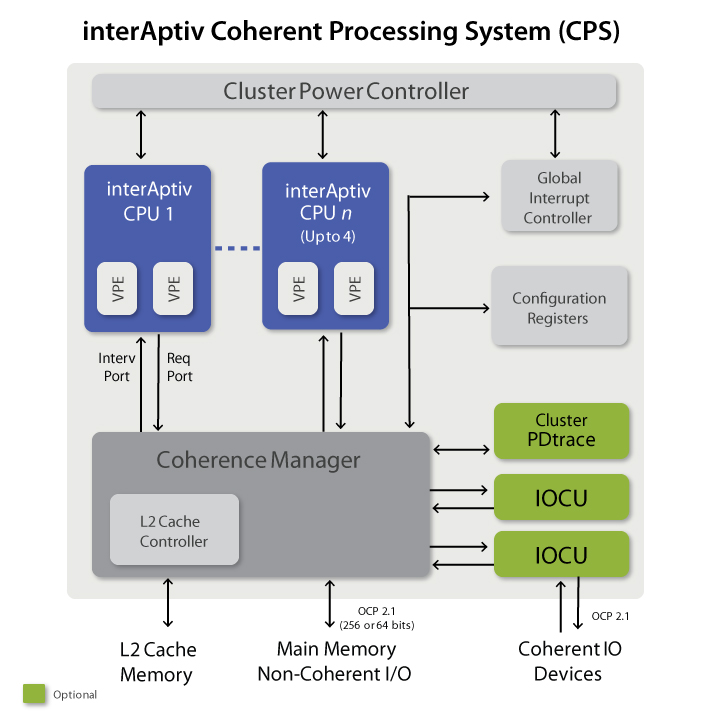 interAptiv Coherent Processing System (CPS)
Cluster Power Controller
interAptiv
CPU 1
VPE
VPE
interAptiv
CPU n
(Up to 4)
VPE
VPE
Global
Interrupt
Controller
Configuration
Registers
Interv
Port
Req
Port
Coherence Manager
L2 Cache
Controller
Cluster
PDtrace
IOCU
IOCU
OCP 2.1
(256 or 64 bits)
OCP 2.1
L2 Cache
Memory
Main Memory
Non-Coherent I/O
Coherent IO
Devices
Optional